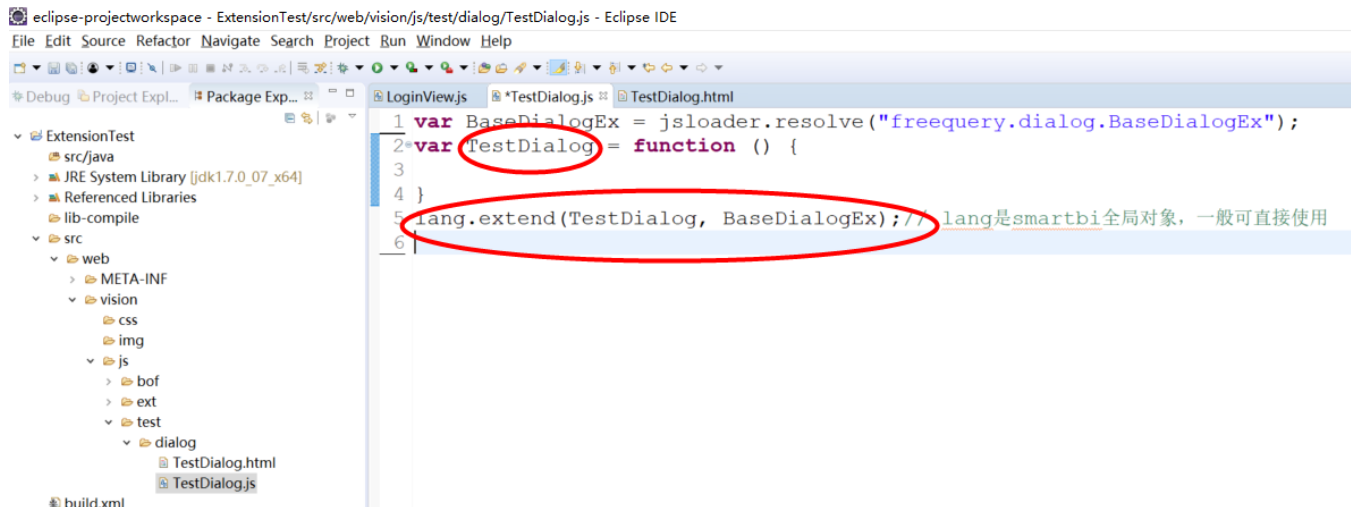 eclipse-projectworkspace - ExtensionTest/src/web/vision/js/test/dialog/TestDialog.js - Eclipse IDE
File Edit Source Refactor Navigate Search Project Run Window Help
Debug Project Expl... Package Exp...
LoginView.js *TestDialog.js TestDialog.html
ExtensionTest
src/java
JRE System Library [jdk1.7.0_07_x64]
Referenced Libraries
lib-compile
src
web
META-INF
vision
css
img
js
bof
ext
test
dialog
TestDialog.html
TestDialog.js
build.xml
1 var BaseDialogEx = jsloader.resolve("freequery.dialog.BaseDialogEx");
2 var TestDialog = function () {
3
4 }
5 lang.extend(TestDialog, BaseDialogEx);// lang是smartbi全局对象，一般可直接使用
6